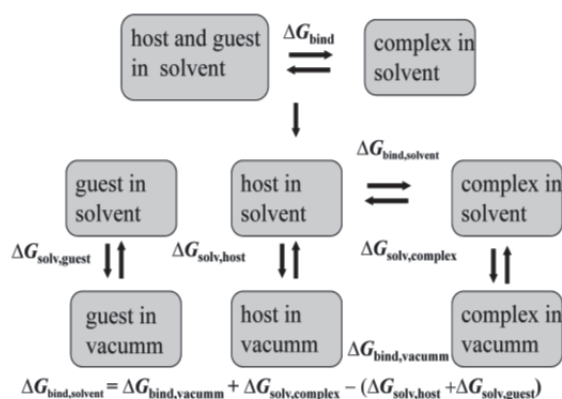 host and guest
in solvent
ΔGbind
complex in
solvent
ΔGbind,solvent
guest in
solvent
host in
solvent
complex in
solvent
ΔGsolv,guest
ΔGsolv,host
ΔGsolv,complex
guest in
vacumm
host in
vacumm
complex in
vacumm
ΔGbind,vacumm
ΔGbind,solvent = ΔGbind,vacumm + ΔGsolv,complex – (ΔGsolv,host +ΔGsolv,guest)